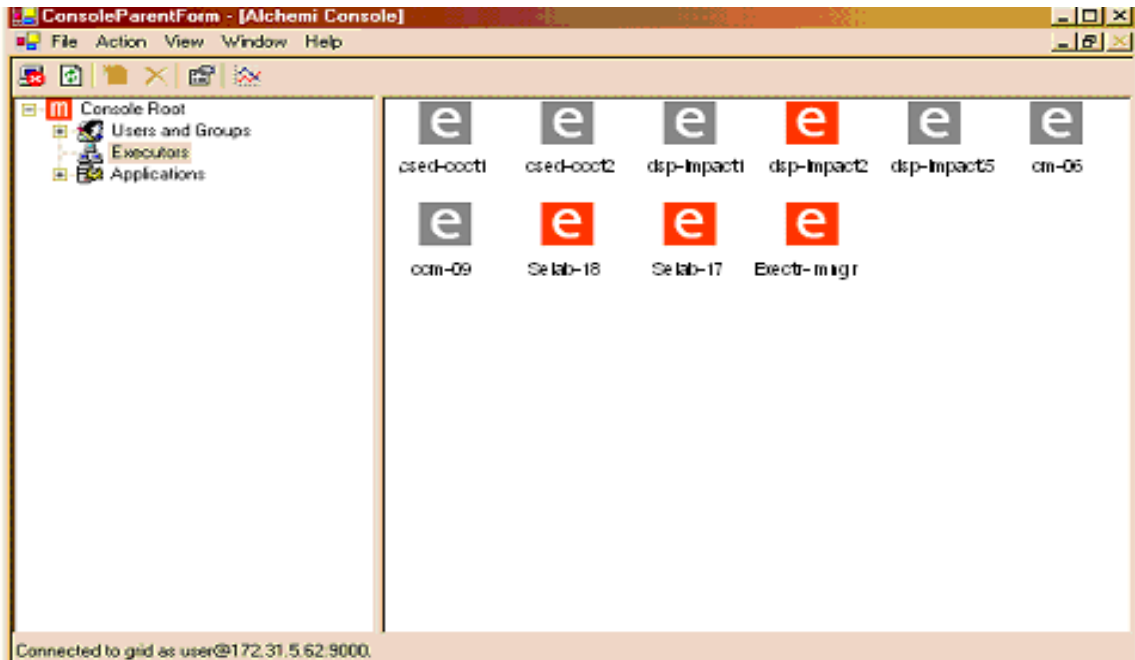 ConsoleParentForm - [Alchemi Console]
File Action View Window Help
m Console Root
Users and Groups
Executors
Applications
e e e e e e
csed-ccct1 csed-ccct2 dsp-Impact1 dsp-Impact2 dsp-Impact5 cm-06
e e e e
ccm-09 Selab-18 Selab-17 Exectr-mngr
Connected to grid as user@172.31.5.62:9000.